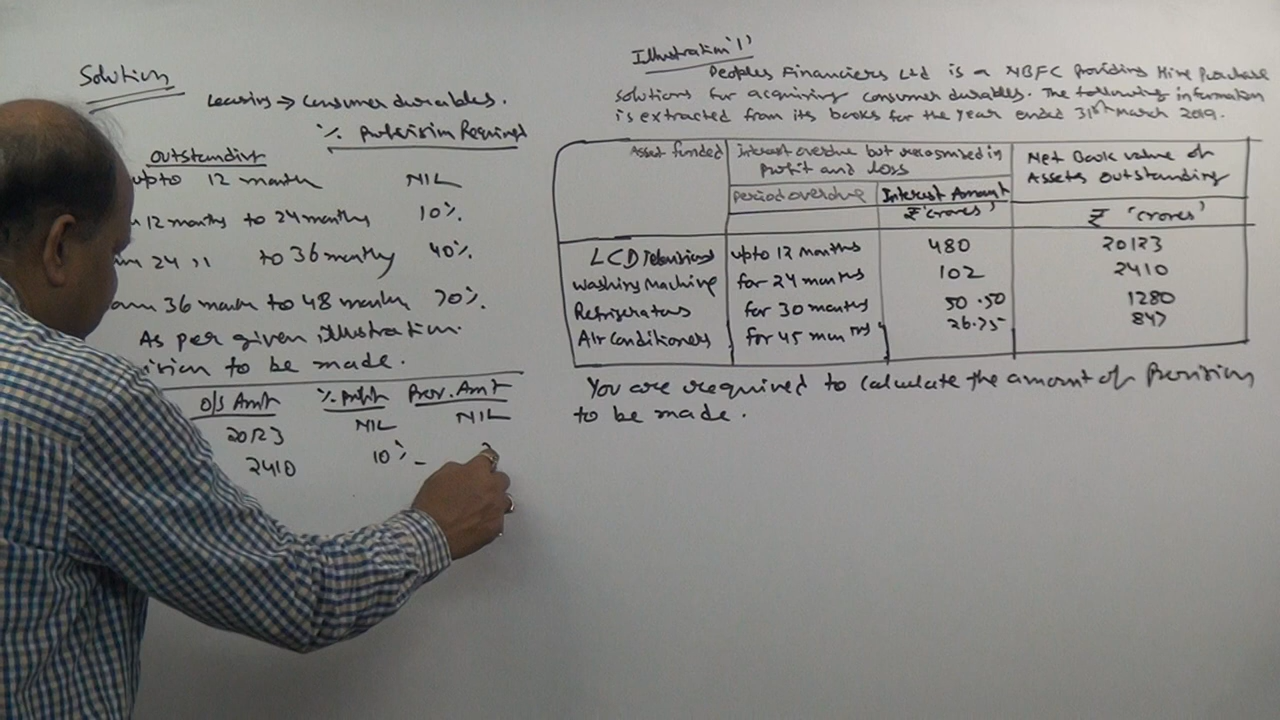 Solution
Leasing → Consumer durables.
% provision Required
Outstanding
upto 12 month NIL
12 months to 24 months 10%
24 ,, to 36 months 40%.
36 month to 48 months 70%.
As per given illustration.
to be made.
O/S Amt % Profit Prov. Amt
20123 NIL NIL
2410 10%
Illustration '1'
Peoples Financiers Ltd is a NBFC providing Hire Purchase
solutions for acquiring consumer durables. The following information
is extracted from its books for the year ended 31st March 2019.
Asset funded Interest overdue but recognised in Profit and loss Net Book value of Assets Outstanding
Period overdue Interest Amount
₹ 'crores' ₹ 'crores'
LCD Televisions upto 12 months 480 20123
Washing Machine for 24 months 102 2410
Refrigerators for 30 months 50.50 1280
Air Conditioners for 45 months 26.75 847
You are required to calculate the amount of Provision
to be made.